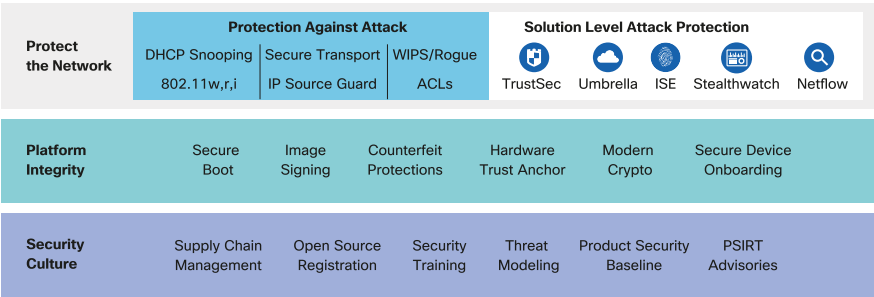 Protect
the Network
Protection Against Attack
DHCP Snooping Secure Transport WIPS/Rogue
802.11w,r,i IP Source Guard ACLs
Solution Level Attack Protection
TrustSec Umbrella ISE Stealthwatch Netflow
Platform
Integrity
Secure Image Counterfeit Hardware Modern Secure Device
Boot Signing Protections Trust Anchor Crypto Onboarding
Security
Culture
Supply Chain Open Source Security Threat Product Security PSIRT
Management Registration Training Modeling Baseline Advisories